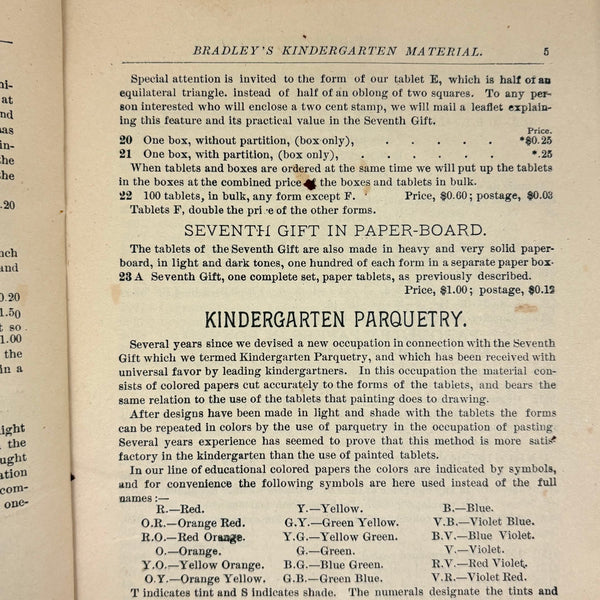 BRADLEY'S KINDERGARTEN MATERIAL. 5
Special attention is invited to the form of our tablet E, which is half of an
equilateral triangle. instead of half of an oblong of two squares. To any per-
son interested who will enclose a two cent stamp, we will mail a leaflet explain-
ing this feature and its practical value in the Seventh Gift.
Price.
20 One box, without partition, (box only), . . . . . *$0.25
21 One box, with partition, (box only), . . . . . *.25
When tablets and boxes are ordered at the same time we will put up the tablets
in the boxes at the combined price the boxes and tablets in bulk.
22 100 tablets, in bulk, any form except F. Price, $0.60; postage, $0.03
Tablets F, double the pri e of the other forms.
SEVENTH GIFT IN PAPER-BOARD.
The tablets of the Seventh Gift are also made in heavy and very solid paper-
board, in light and dark tones, one hundred of each form in a separate paper box.
23 A Seventh Gift, one complete set, paper tablets, as previously described.
Price, $1.00; postage, $0.12
KINDERGARTEN PARQUETRY.
Several years since we devised a new occupation in connection with the Seventh
Gift which we termed Kindergarten Parquetry, and which has been received with
universal favor by leading kindergartners. In this occupation the material con-
sists of colored papers cut accurately to the forms of the tablets, and bears the
same relation to the use of the tablets that painting does to drawing.
After designs have been made in light and shade with the tablets the forms
can be repeated in colors by the use of parquetry in the occupation of pasting
Several years experience has seemed to prove that this method is more satis-
factory in the kindergarten than the use of painted tablets.
In our line of educational colored papers the colors are indicated by symbols,
and for convenience the following symbols are here used instead of the full
names:—
R.—Red. Y.—Yellow. B.—Blue.
O.R.—Orange Red. G.Y.—Green Yellow. V.B.—Violet Blue.
R.O.—Red Orange. Y.G.—Yellow Green. B.V.—Blue Violet.
O.—Orange. G.—Green. V.—Violet.
Y.O.—Yellow Orange. B.G.—Blue Green. R.V.—Red Violet.
O.Y.—Orange Yellow. G.B.—Green Blue. V.R.—Violet Red.
T indicates tint and S indicates shade. The numerals designate the tints and